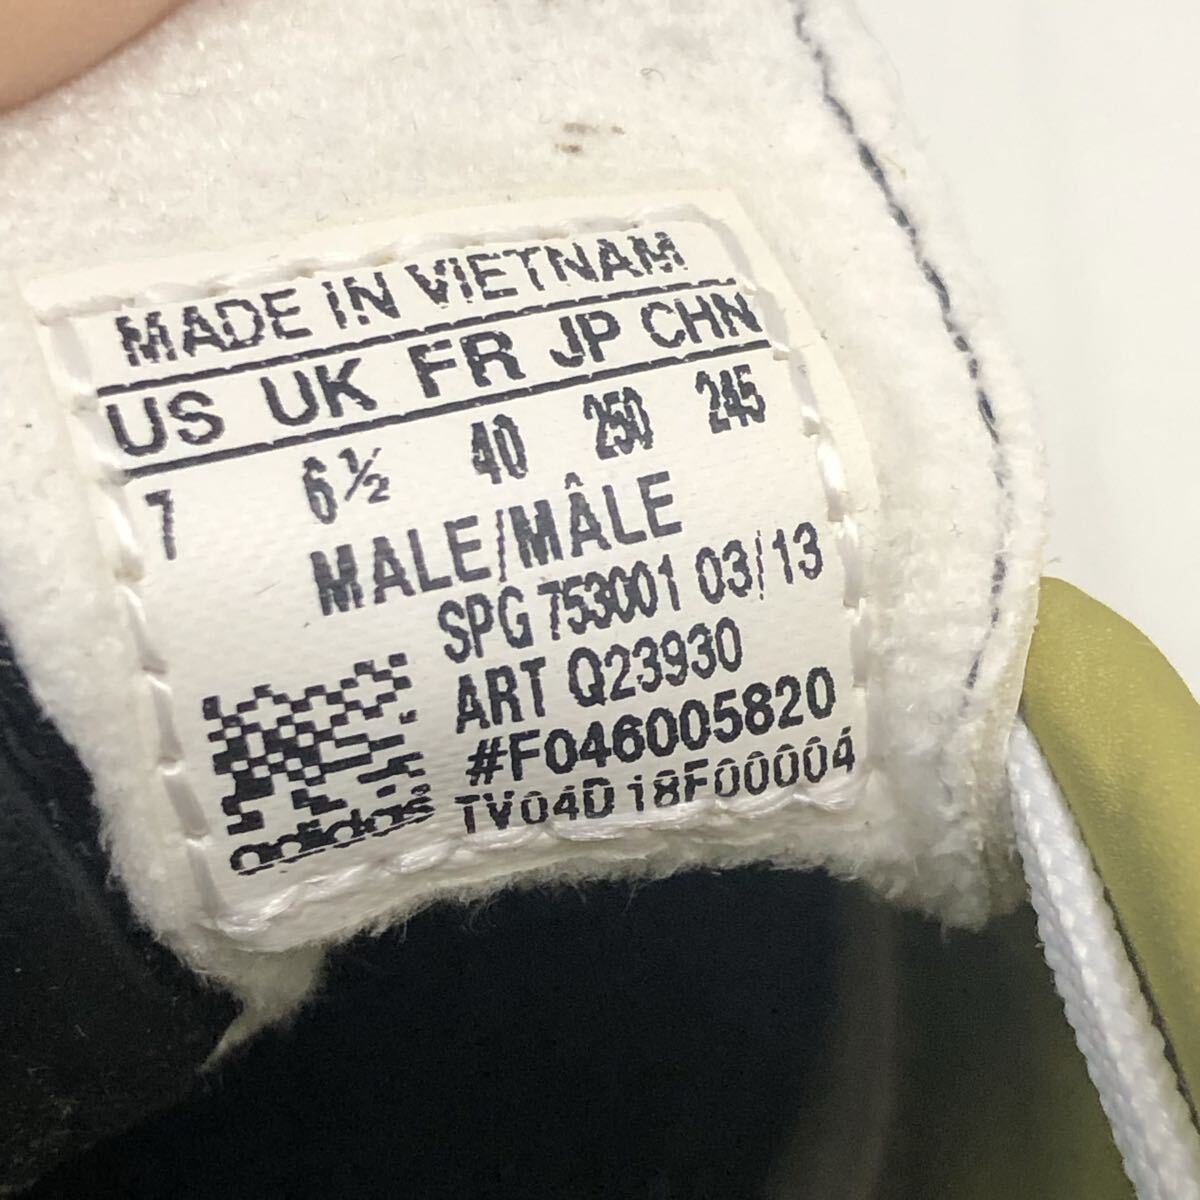 MADE IN VIETNAM
US UK FR JP CHN
7 6½ 40 250 245
MALE/MÂLE
SPG 753001 03/13
ART Q23930
#F046005820
TV04D18F00004
adidas